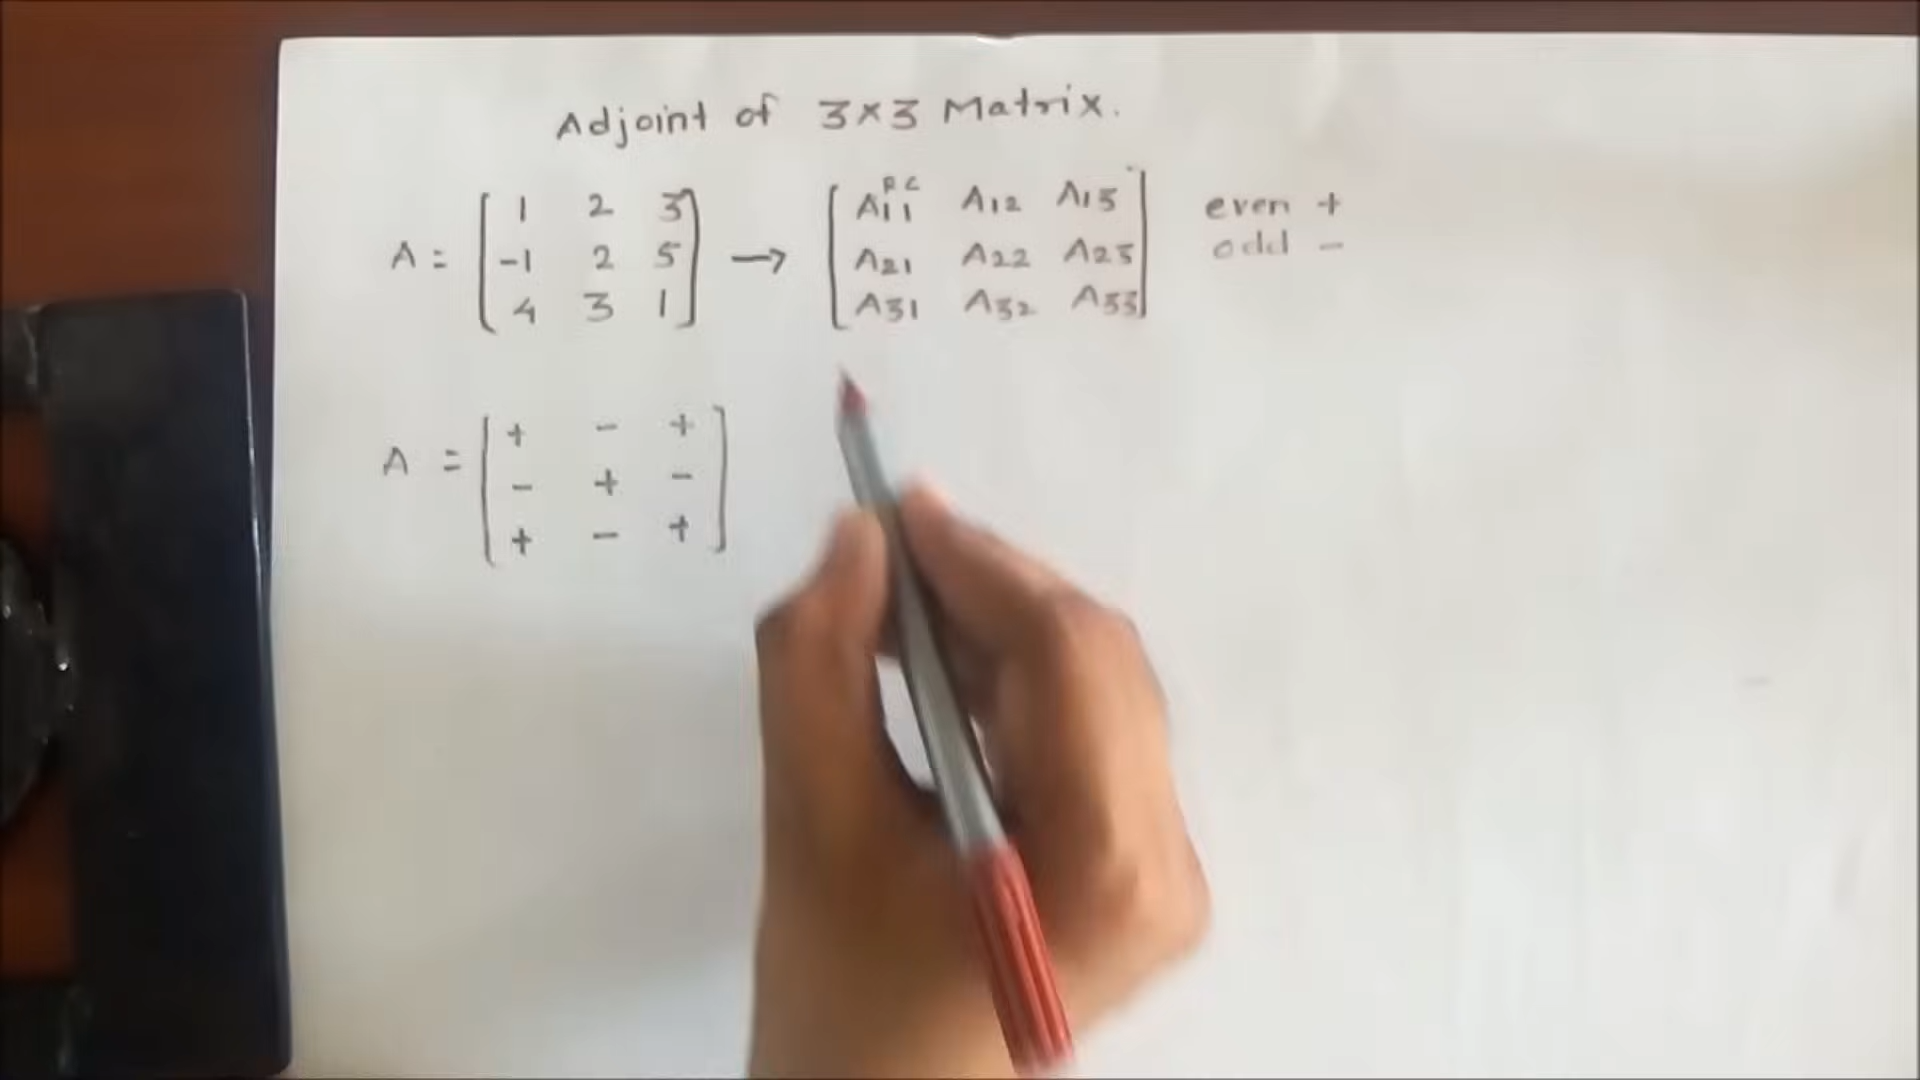 Adjoint of 3×3 Matrix.
A = [ 1 2 3 → [ A11 A12 A13 ] even +
R C
-1 2 5 A21 A22 A23 odd -
4 3 1 ] A31 A32 A33 ]
A = [ + - +
- + -
+ - + ]